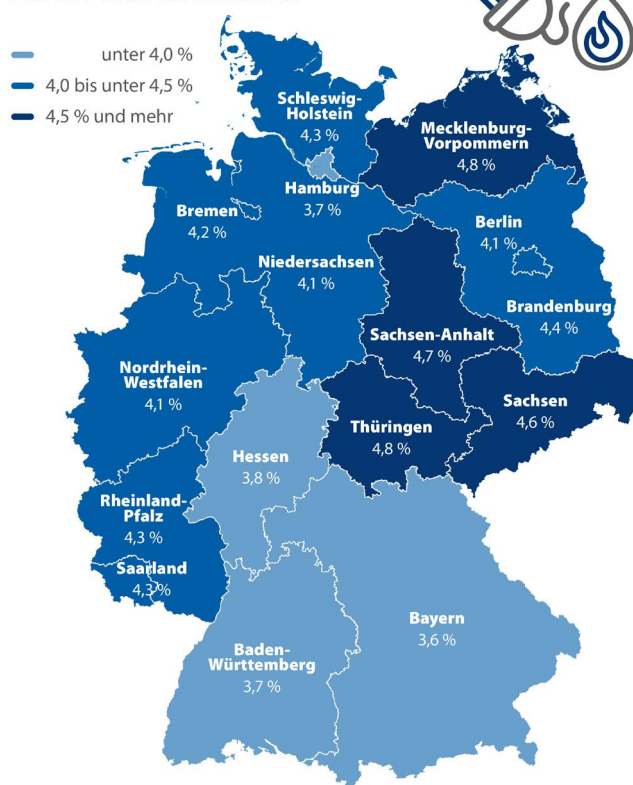 unter 4,0 %
4,0 bis unter 4,5 %
4,5 % und mehr
Schleswig-
Holstein
4,3 %
Mecklenburg-
Vorpommern
4,8 %
Hamburg
3,7 %
Bremen
4,2 %
Berlin
4,1 %
Niedersachsen
4,1 %
Brandenburg
4,4 %
Sachsen-Anhalt
4,7 %
Nordrhein-
Westfalen
4,1 %
Sachsen
4,6 %
Thüringen
4,8 %
Hessen
3,8 %
Rheinland-
Pfalz
4,3 %
Saarland
4,3 %
Bayern
3,6 %
Baden-
Württemberg
3,7 %